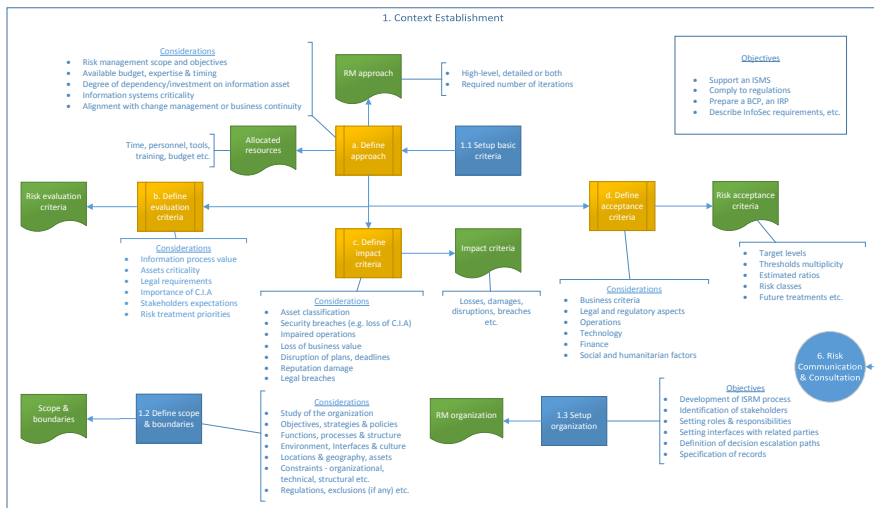 1. Context Establishment
Considerations
• Risk management scope and objectives
• Available budget, expertise & timing
• Degree of dependency/investment on information asset
• Information systems criticality
• Alignment with change management or business continuity
RM approach
• High-level, detailed or both
• Required number of iterations
Objectives
• Support an ISMS
• Comply to regulations
• Prepare a BCP, an IRP
• Describe InfoSec requirements, etc.
Time, personnel, tools,
training, budget etc.
Allocated
resources
a. Define
approach
1.1 Setup basic
criteria
Risk evaluation
criteria
b. Define
evaluation
criteria
d. Define
acceptance
criteria
Risk acceptance
criteria
Considerations
• Information process value
• Assets criticality
• Legal requirements
• Importance of C.I.A
• Stakeholders expectations
• Risk treatment priorities
c. Define
impact
criteria
Impact criteria
• Target levels
• Thresholds multiplicity
• Estimated ratios
• Risk classes
• Future treatments etc.
Considerations
• Asset classification
• Security breaches (e.g. loss of C.I.A)
• Impaired operations
• Loss of business value
• Disruption of plans, deadlines
• Reputation damage
• Legal breaches
Losses, damages,
disruptions, breaches
etc.
Considerations
• Business criteria
• Legal and regulatory aspects
• Operations
• Technology
• Finance
• Social and humanitarian factors
6. Risk
Communication
& Consultation
Scope &
boundaries
1.2 Define scope
& boundaries
Considerations
• Study of the organization
• Objectives, strategies & policies
• Functions, processes & structure
• Environment, Interfaces & culture
• Locations & geography, assets
• Constraints - organizational,
technical, structural etc.
• Regulations, exclusions (if any) etc.
RM organization
1.3 Setup
organization
Objectives
• Development of ISRM process
• Identification of stakeholders
• Setting roles & responsibilities
• Setting interfaces with related parties
• Definition of decision escalation paths
• Specification of records